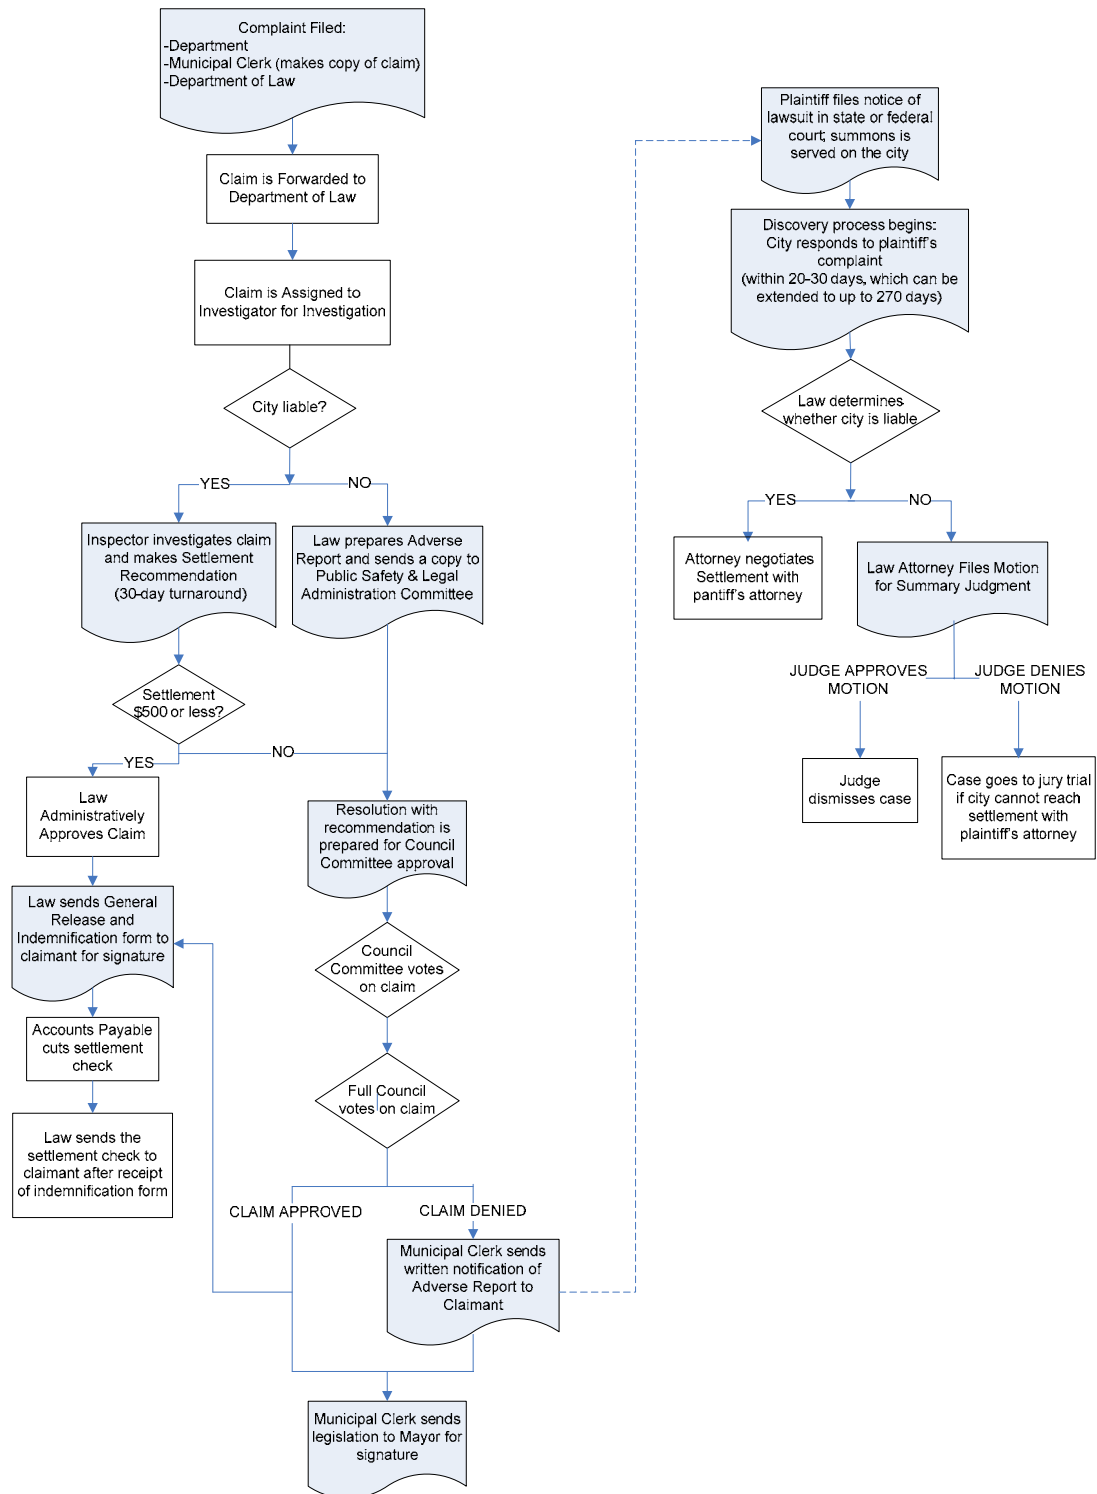 Complaint Filed:
-Department
-Municipal Clerk (makes copy of claim)
-Department of Law
Claim is Forwarded to
Department of Law
Claim is Assigned to
Investigator for Investigation
City liable?
YES
NO
Inspector investigates claim
and makes Settlement
Recommendation
(30-day turnaround)
Law prepares Adverse
Report and sends a copy to
Public Safety & Legal
Administration Committee
Settlement
$500 or less?
YES
NO
Law
Administratively
Approves Claim
Resolution with
recommendation is
prepared for Council
Committee approval
Law sends General
Release and
Indemnification form to
claimant for signature
Council
Committee votes
on claim
Accounts Payable
cuts settlement
check
Full Council
votes on claim
Law sends the
settlement check to
claimant after receipt
of indemnification form
CLAIM APPROVED
CLAIM DENIED
Municipal Clerk sends
written notification of
Adverse Report to
Claimant
Municipal Clerk sends
legislation to Mayor for
signature
Plaintiff files notice of
lawsuit in state or federal
court; summons is
served on the city
Discovery process begins:
City responds to plaintiff's
complaint
(within 20-30 days, which can be
extended to up to 270 days)
Law determines
whether city is liable
YES
NO
Attorney negotiates
Settlement with
pantiff's attorney
Law Attorney Files Motion
for Summary Judgment
JUDGE APPROVES
MOTION
JUDGE DENIES
MOTION
Judge
dismisses case
Case goes to jury trial
if city cannot reach
settlement with
plaintiff's attorney